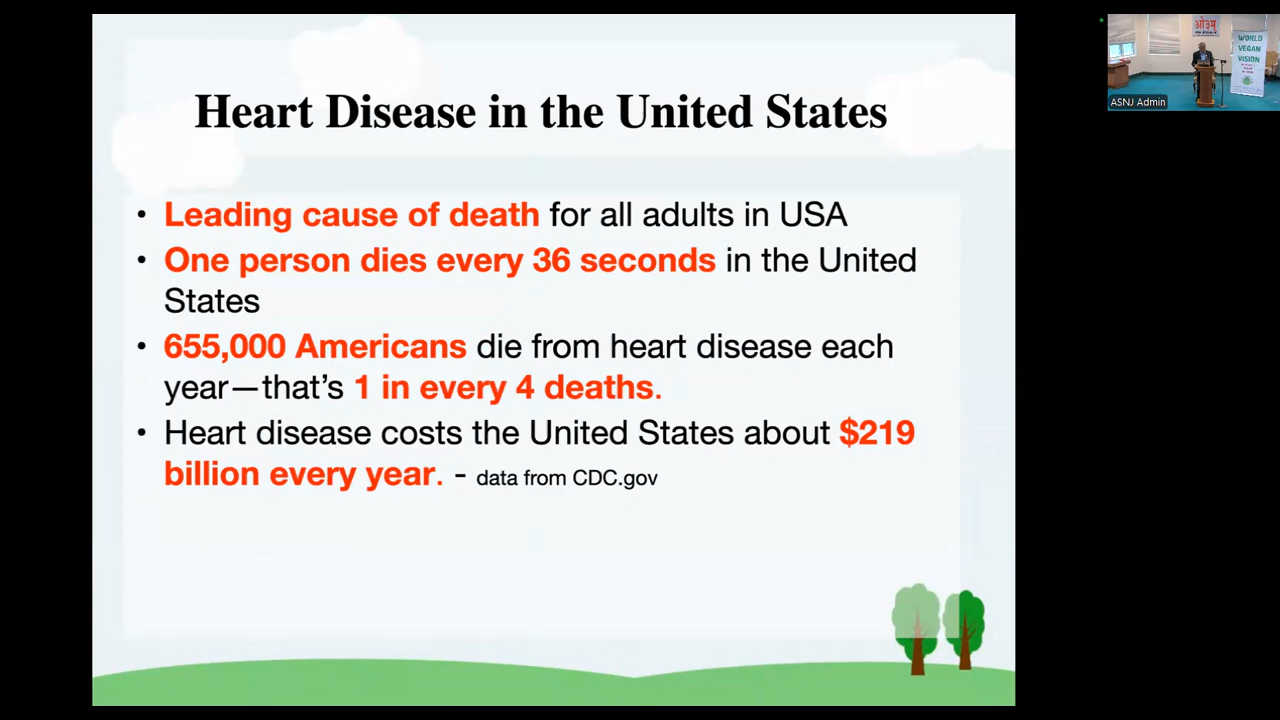 Heart Disease in the United States
• Leading cause of death for all adults in USA
• One person dies every 36 seconds in the United
States
• 655,000 Americans die from heart disease each
year—that’s 1 in every 4 deaths.
• Heart disease costs the United States about $219
billion every year. - data from CDC.gov
ओ३म्
WORLD
VEGAN
VISION
ASNJ Admin